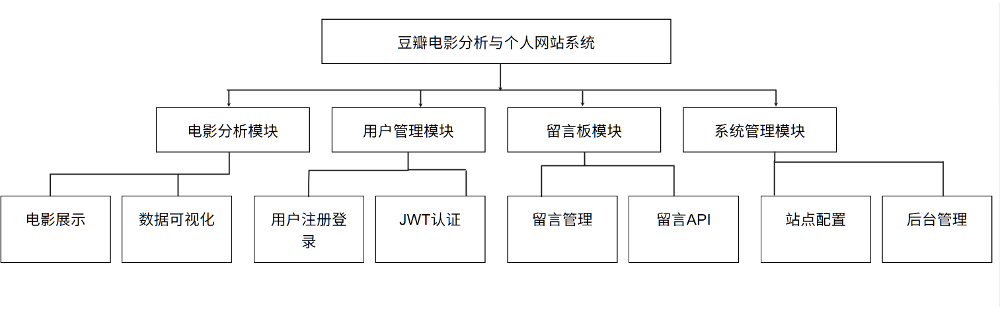 豆瓣电影分析与个人网站系统
电影分析模块
用户管理模块
留言板模块
系统管理模块
电影展示
数据可视化
用户注册登
录
JWT认证
留言管理
留言API
站点配置
后台管理